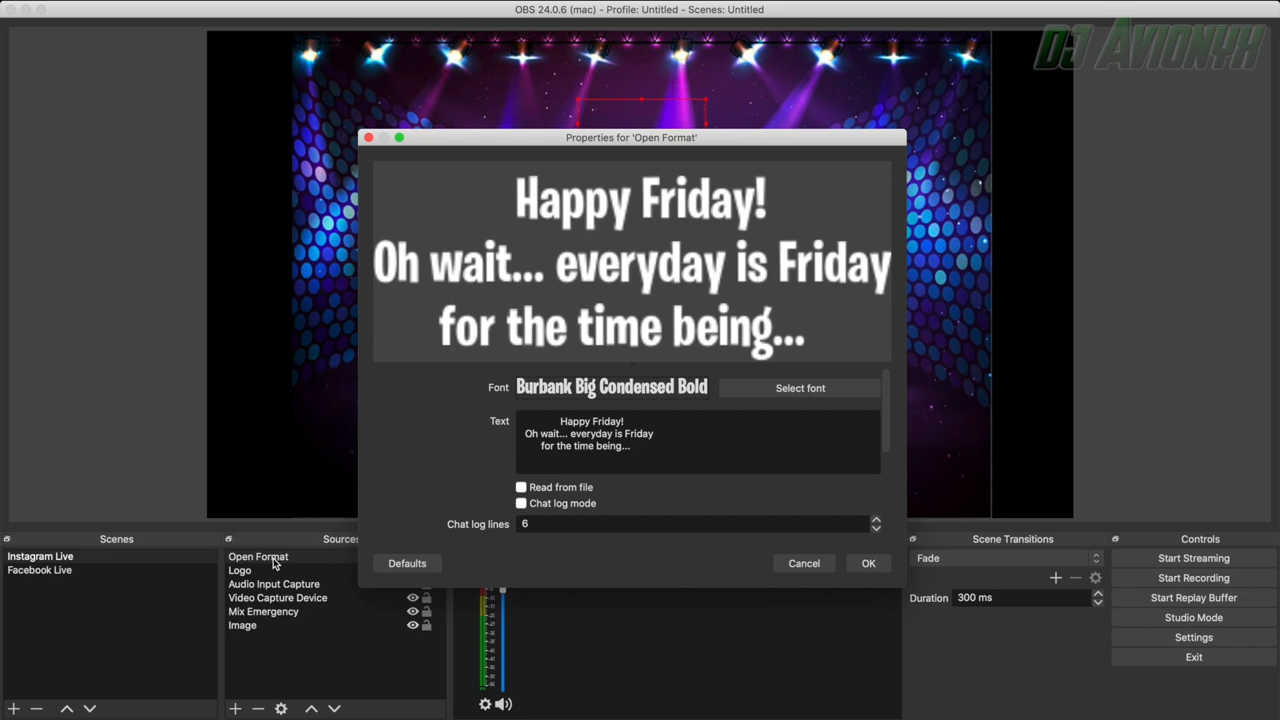 OBS 24.0.6 (mac) - Profile: Untitled - Scenes: Untitled
DJ AVIONYX
Properties for 'Open Format'
Happy Friday!
Oh wait... everyday is Friday
for the time being...
Font
Burbank Big Condensed Bold
Select font
Text
Happy Friday!
Oh wait... everyday is Friday
for the time being...
Read from file
Chat log mode
Chat log lines
6
Defaults
Cancel
OK
Scenes
Instagram Live
Facebook Live
Sources
Open Format
Logo
Audio Input Capture
Video Capture Device
Mix Emergency
Image
Scene Transitions
Fade
Duration
300 ms
Controls
Start Streaming
Start Recording
Start Replay Buffer
Studio Mode
Settings
Exit